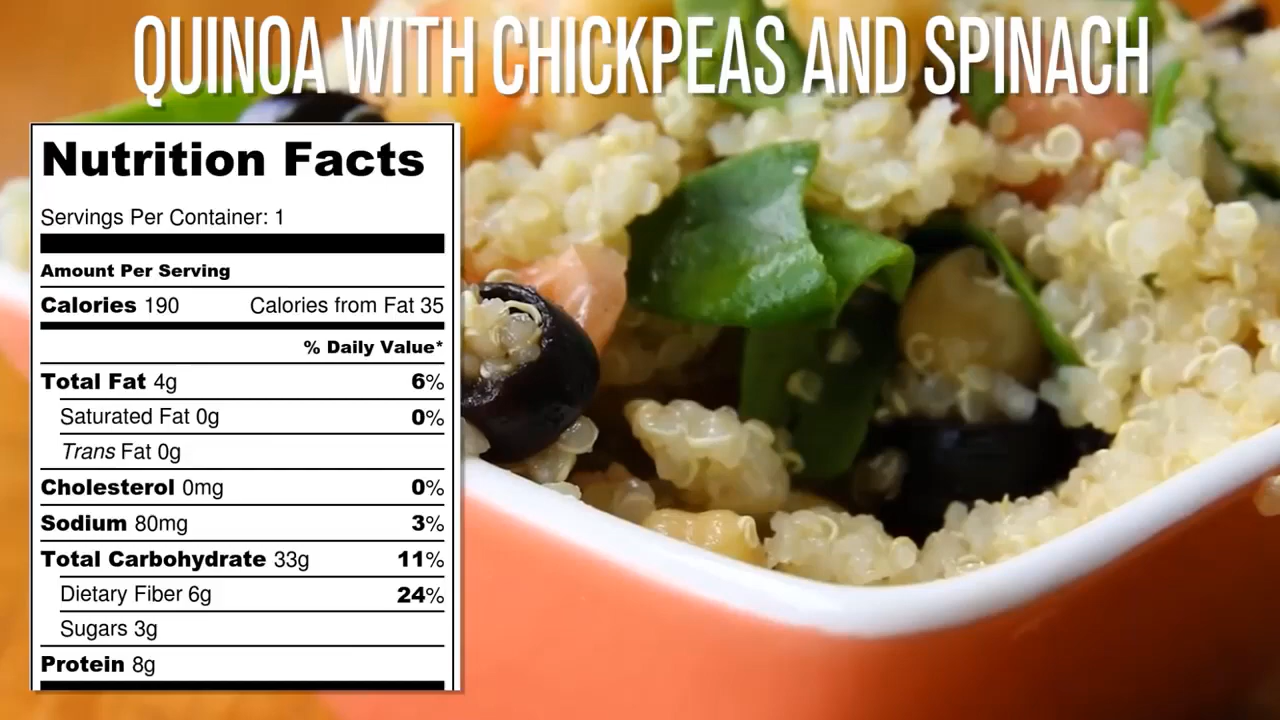 QUINOA WITH CHICKPEAS AND SPINACH
Nutrition Facts
Servings Per Container: 1
Amount Per Serving
Calories 190 Calories from Fat 35
% Daily Value*
Total Fat 4g 6%
Saturated Fat 0g 0%
Trans Fat 0g
Cholesterol 0mg 0%
Sodium 80mg 3%
Total Carbohydrate 33g 11%
Dietary Fiber 6g 24%
Sugars 3g
Protein 8g